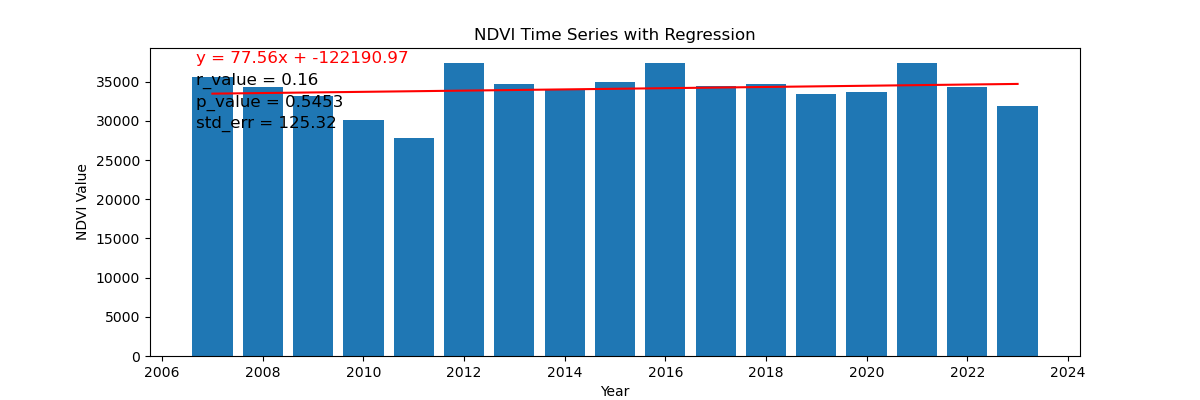 NDVI Time Series with Regression
y = 77.56x + -122190.97
r_value = 0.16
p_value = 0.5453
std_err = 125.32
NDVI Value
35000
30000
25000
20000
15000
10000
5000
0
2006 2008 2010 2012 2014 2016 2018 2020 2022 2024
Year